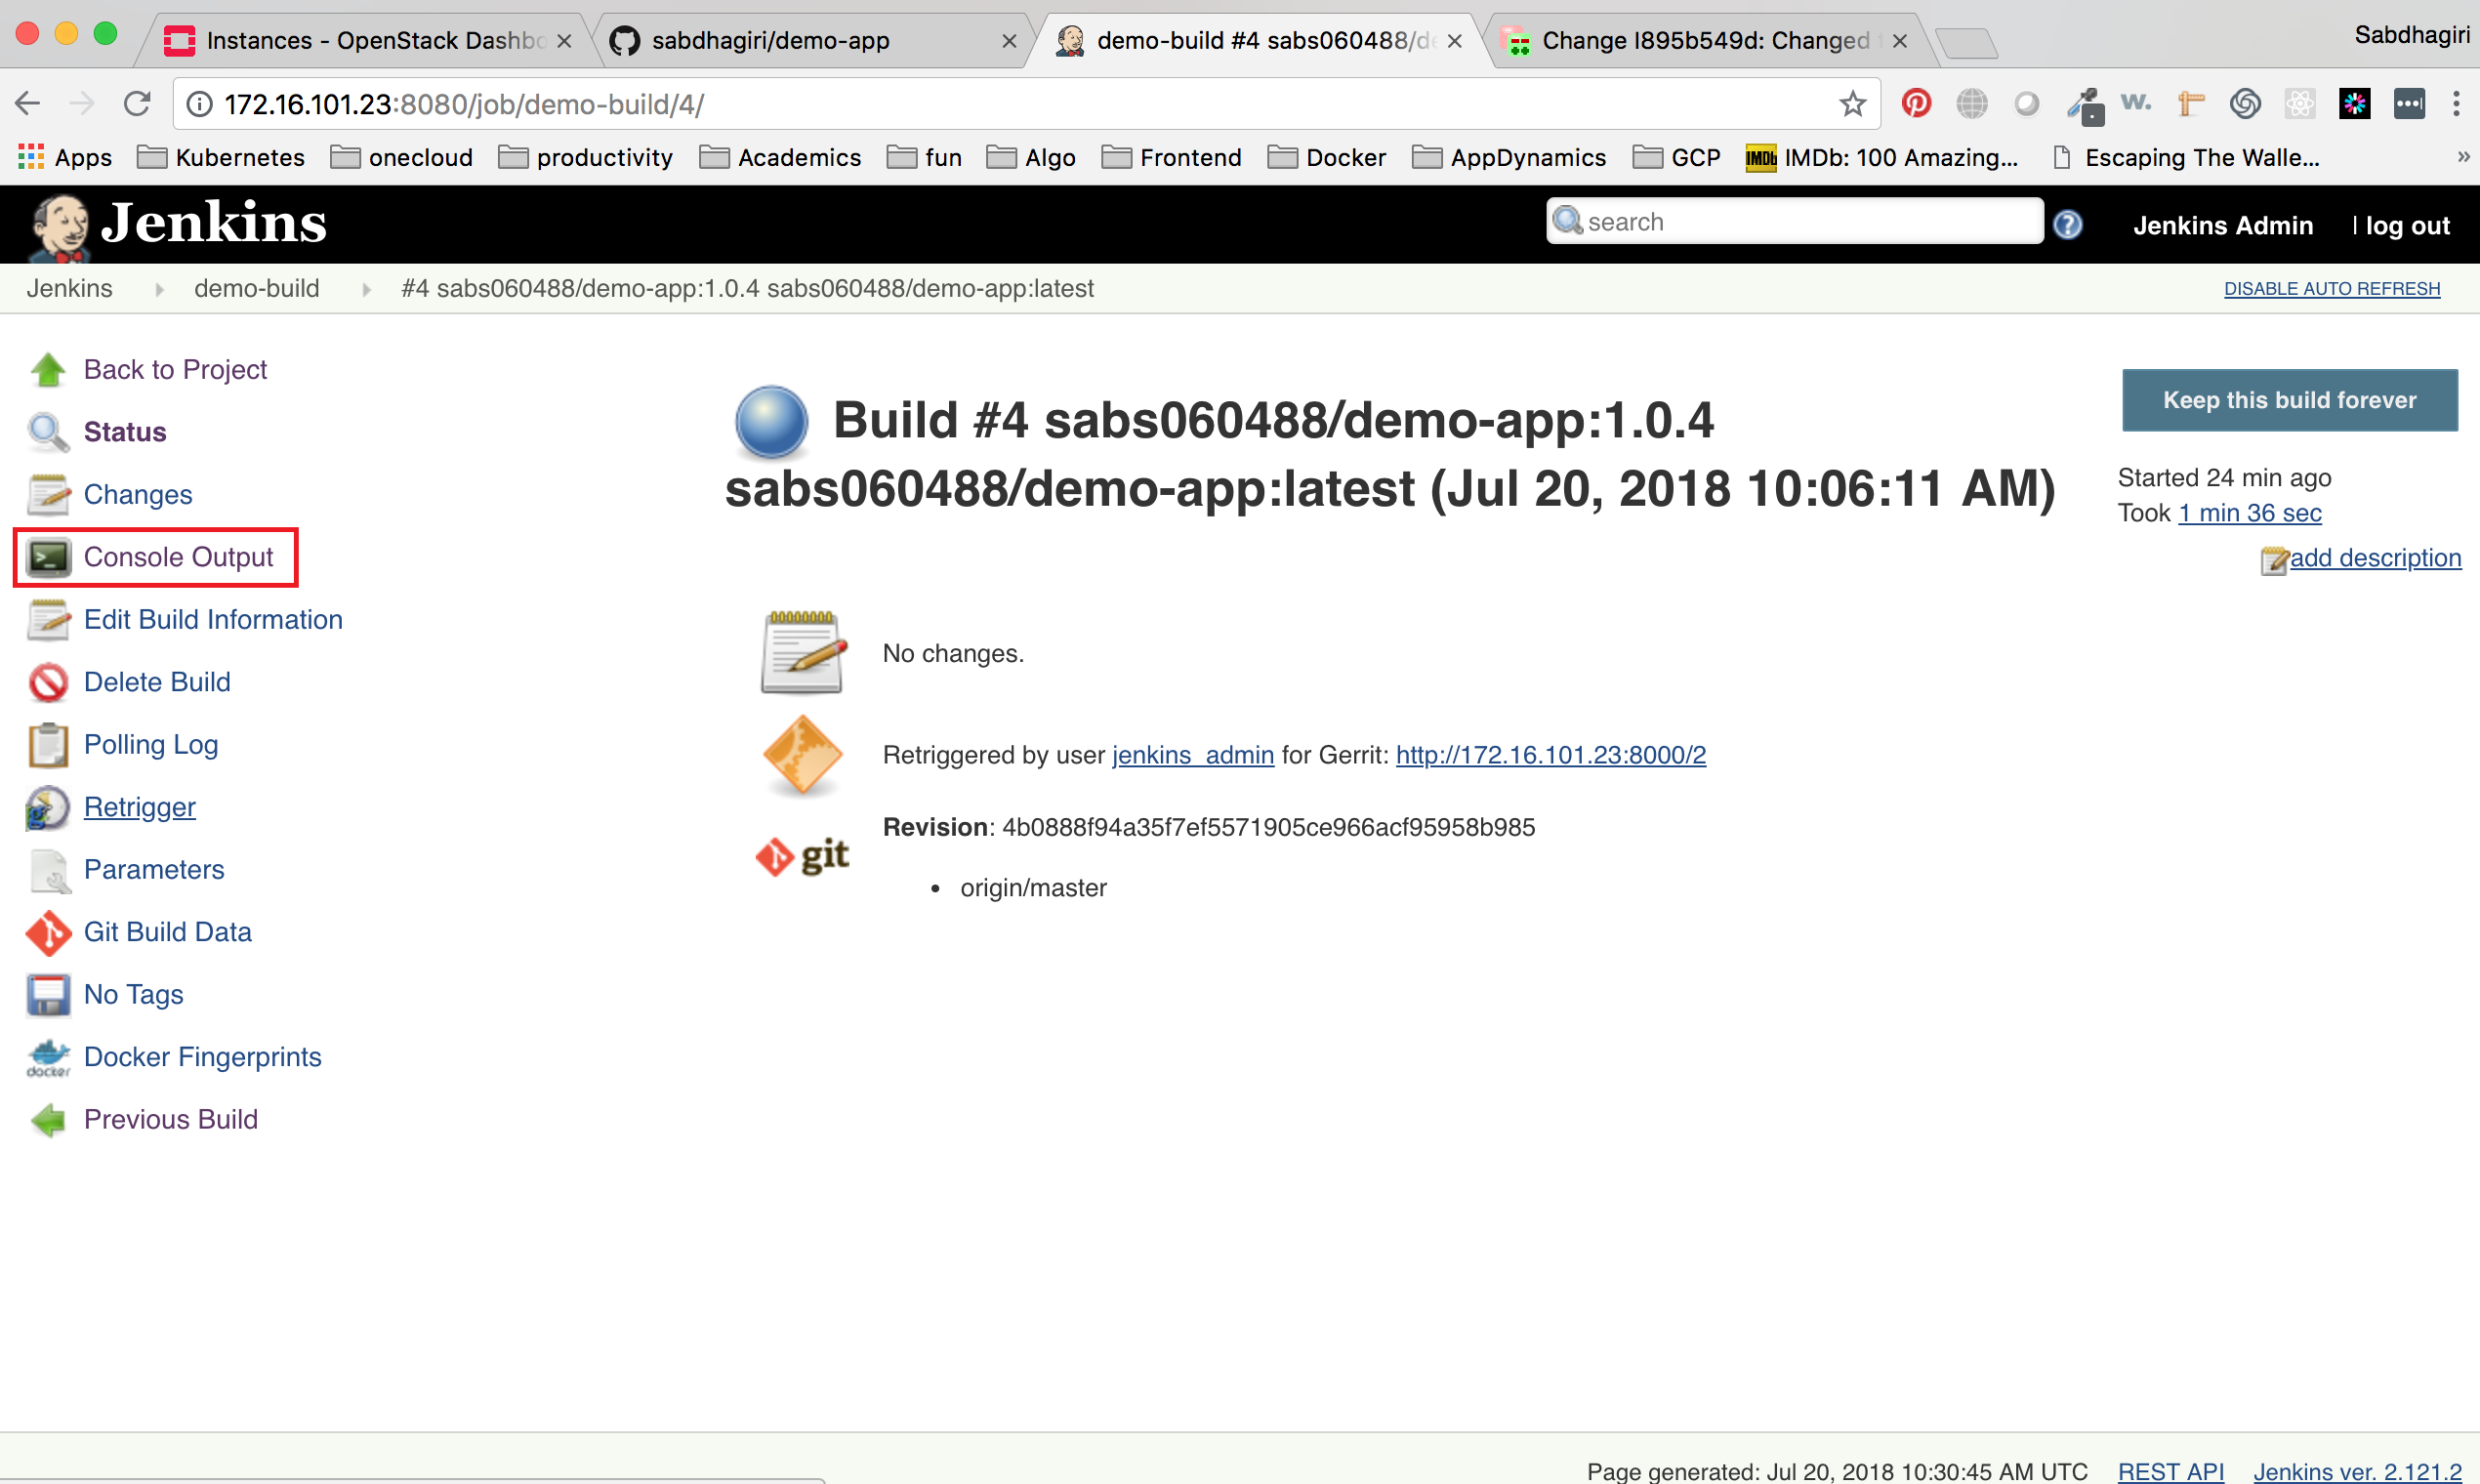 Instances - OpenStack Dashbo
sabdhagiri/demo-app
demo-build #4 sabs060488/de
Change I895b549d: Changed
Sabdhagiri
172.16.101.23:8080/job/demo-build/4/
w.
Apps
Kubernetes
onecloud
productivity
Academics
fun
Algo
Frontend
Docker
AppDynamics
GCP
IMDb
IMDb: 100 Amazing...
Escaping The Walle...
»
Jenkins
search
?
Jenkins Admin
| log out
Jenkins
demo-build
#4 sabs060488/demo-app:1.0.4 sabs060488/demo-app:latest
DISABLE AUTO REFRESH
Back to Project
Status
Changes
Console Output
Edit Build Information
Delete Build
Polling Log
Retrigger
Parameters
Git Build Data
No Tags
docker
Docker Fingerprints
Previous Build
Build #4 sabs060488/demo-app:1.0.4
sabs060488/demo-app:latest (Jul 20, 2018 10:06:11 AM)
Keep this build forever
Started 24 min ago
Took 1 min 36 sec
add description
No changes.
Retriggered by user jenkins_admin for Gerrit: http://172.16.101.23:8000/2
git
Revision: 4b0888f94a35f7ef5571905ce966acf95958b985
• origin/master
Page generated: Jul 20, 2018 10:30:45 AM UTC
REST API
Jenkins ver. 2.121.2